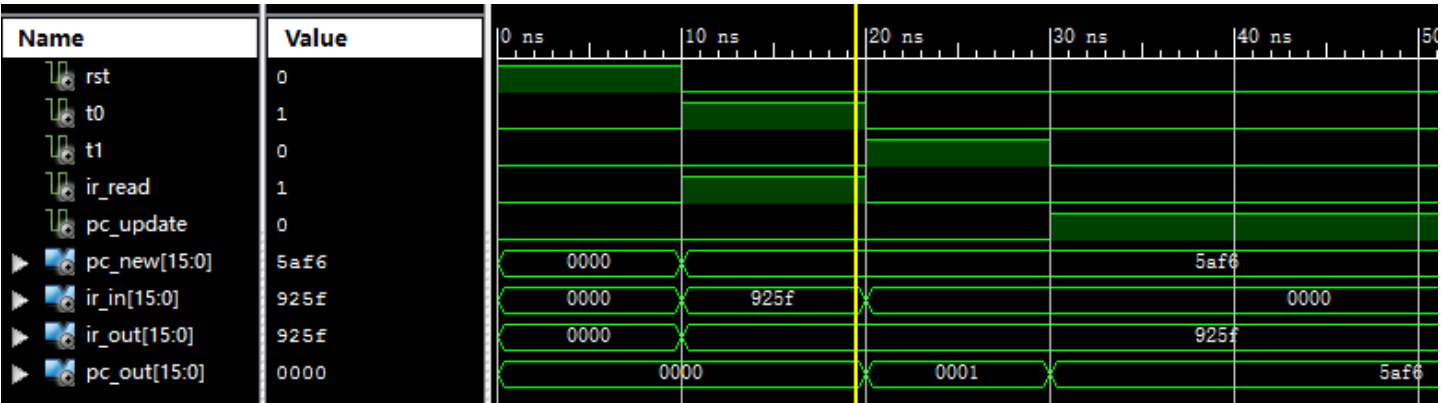 Name Value 0 ns 10 ns 20 ns 30 ns 40 ns 50
rst 0
t0 1
t1 0
ir_read 1
pc_update 0
pc_new[15:0] 5af6 0000 5af6
ir_in[15:0] 925f 0000 925f 0000
ir_out[15:0] 925f 0000 925f
pc_out[15:0] 0000 0000 0001 5af6